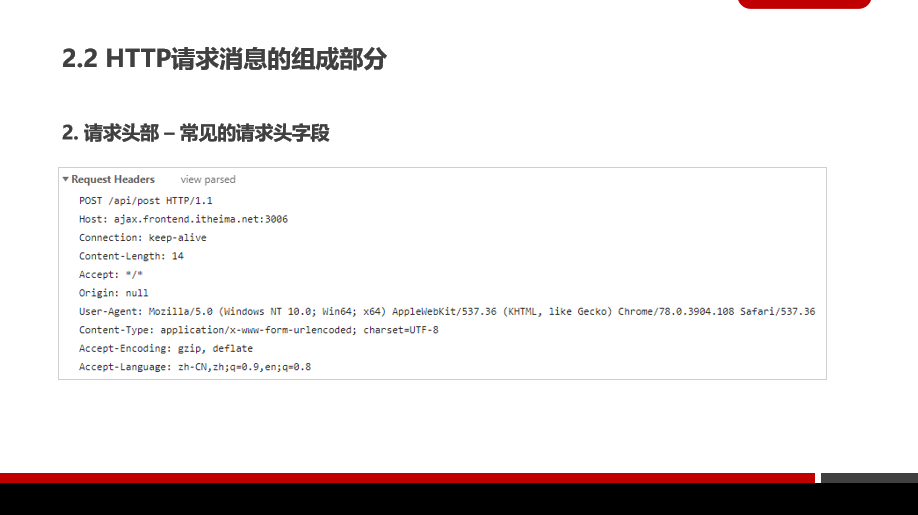 2.2 HTTP请求消息的组成部分
2. 请求头部 – 常见的请求头字段
Request Headers view parsed
POST /api/post HTTP/1.1
Host: ajax.frontend.itheima.net:3006
Connection: keep-alive
Content-Length: 14
Accept: */*
Origin: null
User-Agent: Mozilla/5.0 (Windows NT 10.0; Win64; x64) AppleWebKit/537.36 (KHTML, like Gecko) Chrome/78.0.3904.108 Safari/537.36
Content-Type: application/x-www-form-urlencoded; charset=UTF-8
Accept-Encoding: gzip, deflate
Accept-Language: zh-CN,zh;q=0.9,en;q=0.8